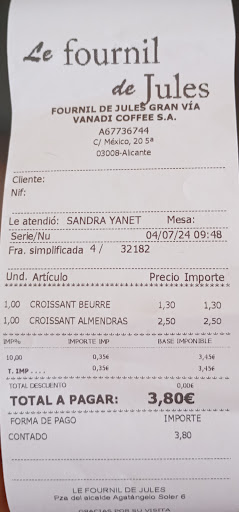 Le fournil
de Jules
FOURNIL DE JULES GRAN VÍA
VANADI COFFEE S.A.
A67736744
C/ México, 20 5ª
03008-Alicante
Cliente:
Nif:
Le atendió: SANDRA YANET Mesa:
Serie/Nu 04/07/24 09:48
Fra. simplificada 4 / 32182
Und. Artículo Precio Importe
1,00 CROISSANT BEURRE 1,30 1,30
1,00 CROISSANT ALMENDRAS 2,50 2,50
IMP% IMPORTE IMP BASE IMPONIBLE
10,00 0,35€ 3,45€
T. IMP .... 0,35€ 3,45€
TOTAL DESCUENTO 0,00€
TOTAL A PAGAR: 3,80€
FORMA DE PAGO IMPORTE
CONTADO 3,80
LE FOURNIL DE JULES
Pza del alcalde Agatángelo Soler 6
GRACIAS POR SU VISITA